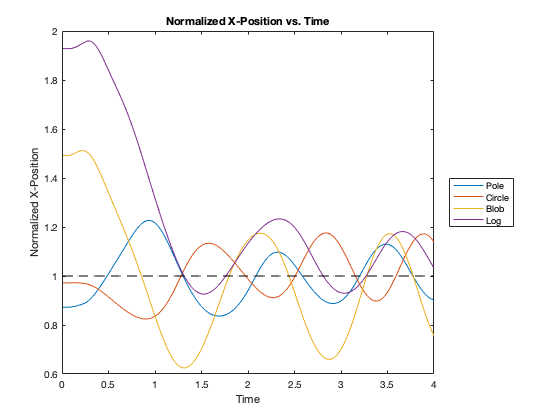 Normalized X-Position vs. Time
Normalized X-Position
2
1.8
1.6
1.4
1.2
1
0.8
0.6
0
0.5
1
1.5
2
2.5
3
3.5
4
Time
Pole
Circle
Blob
Log